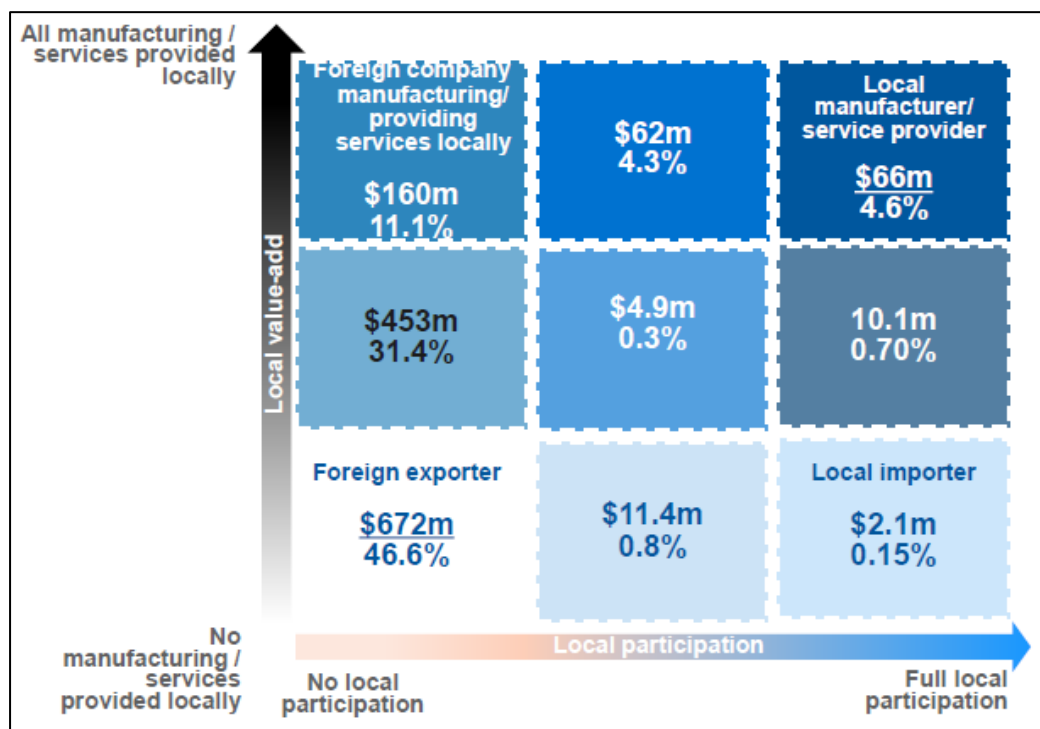 All manufacturing /
services provided
locally
Foreign company
manufacturing/
providing
services locally
$160m
11.1%
$62m
4.3%
Local
manufacturer/
service provider
$66m
4.6%
Local value-add
$453m
31.4%
$4.9m
0.3%
10.1m
0.70%
Foreign exporter
$672m
46.6%
$11.4m
0.8%
Local importer
$2.1m
0.15%
No
manufacturing /
services
provided locally
Local participation
No local
participation
Full local
participation